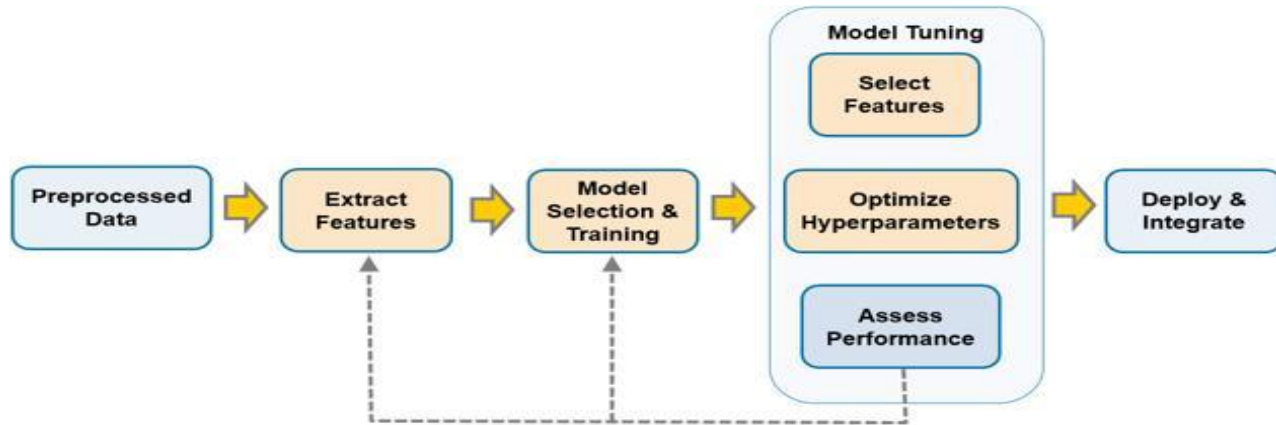 Model Tuning
Select
Features
Preprocessed
Data
Extract
Features
Model
Selection &
Training
Optimize
Hyperparameters
Deploy &
Integrate
Assess
Performance